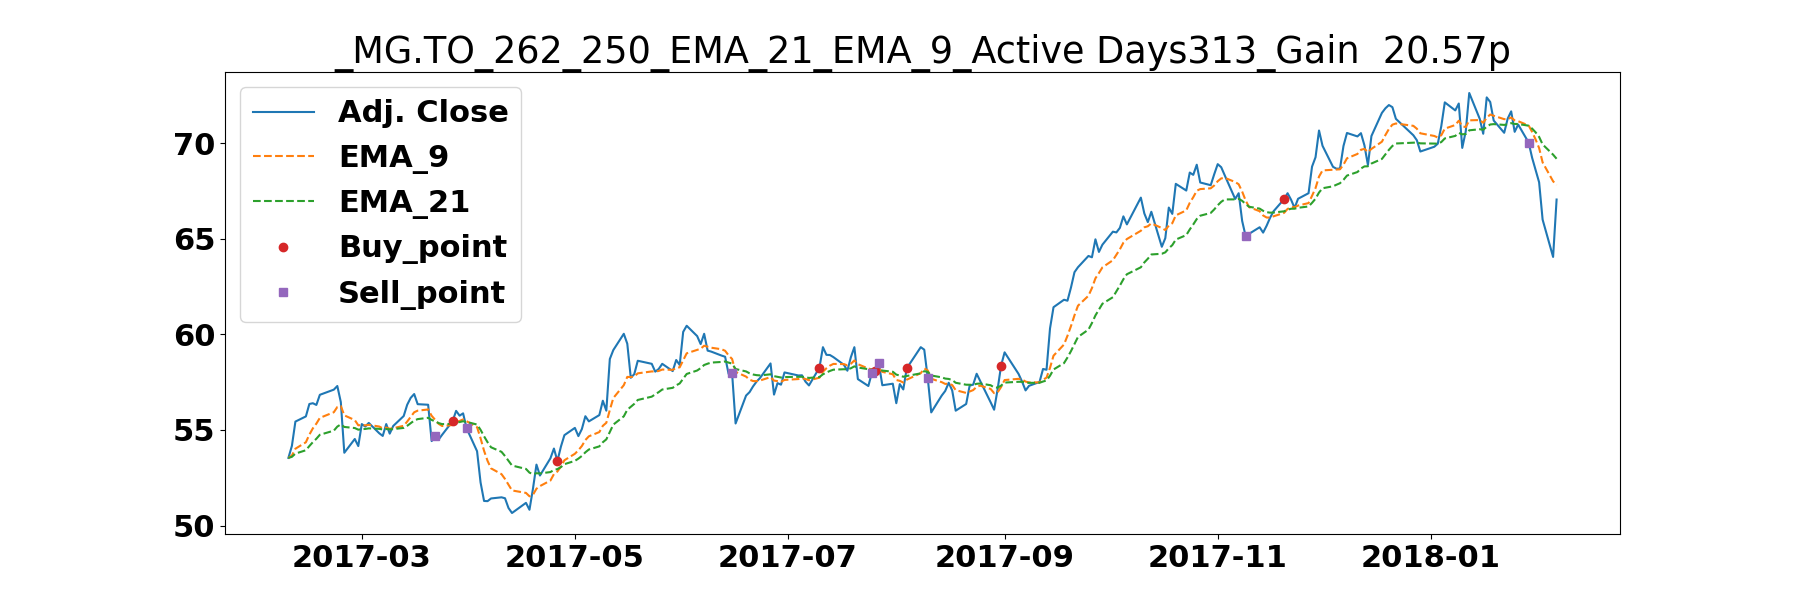 _MG.TO_262_250_EMA_21_EMA_9_Active Days313_Gain  20.57p
Adj. Close
EMA_9
EMA_21
Buy_point
Sell_point
70
65
60
55
50
2017-03 2017-05 2017-07 2017-09 2017-11 2018-01